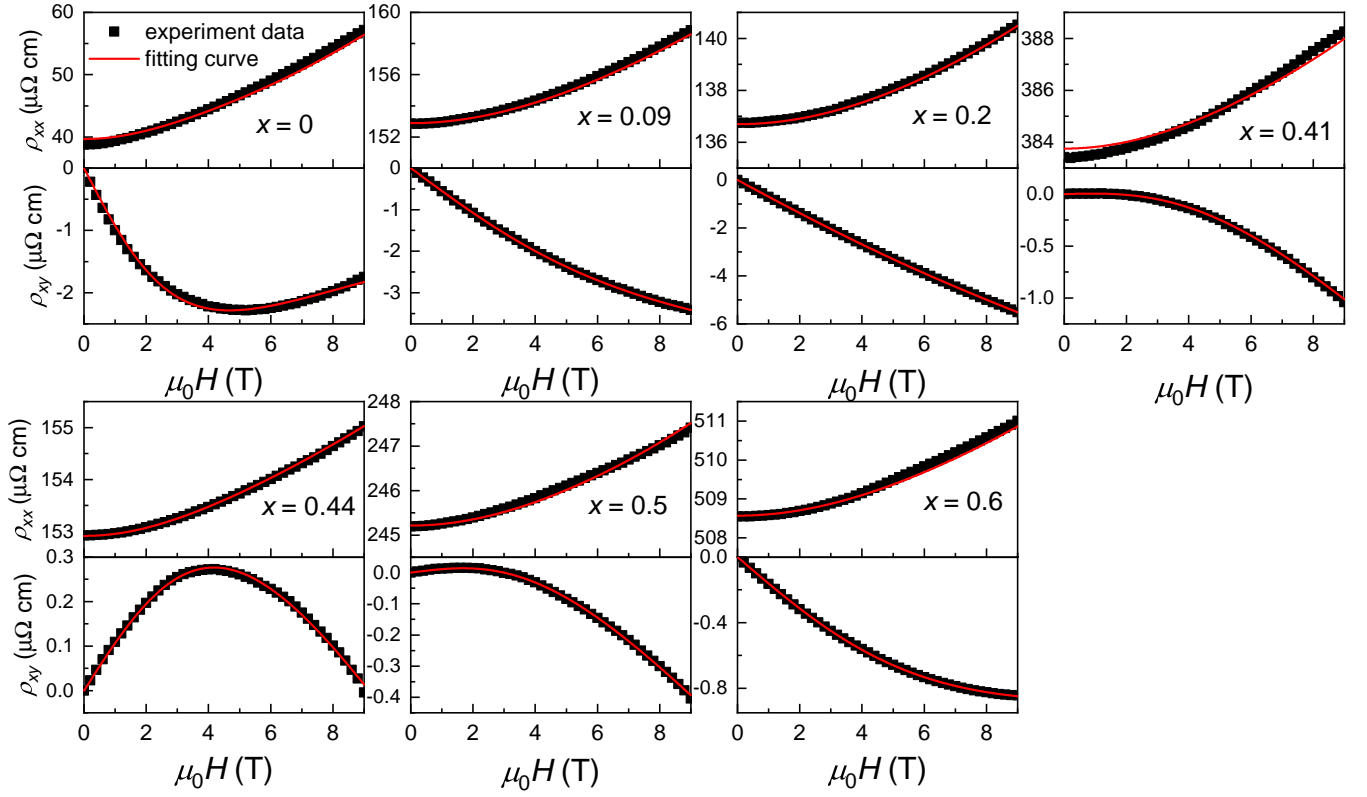 ρxx (μΩ cm)
60
50
40
0
■ experiment data
fitting curve
x = 0
160
156
152
0
x = 0.09
140
138
136
x = 0.2
388
386
384
x = 0.41
ρxy (μΩ cm)
-1
-2
-1
-2
-3
0
-2
-4
-6
0.0
-0.5
-1.0
0 2 4 6 8
0 2 4 6 8
0 2 4 6 8
0 2 4 6 8
μ0H (T)
μ0H (T)
μ0H (T)
μ0H (T)
ρxx (μΩ cm)
155
154
153
x = 0.44
248
247
246
245
x = 0.5
511
510
509
508
x = 0.6
ρxy (μΩ cm)
0.3
0.2
0.1
0.0
0.0
-0.1
-0.2
-0.3
-0.4
0.0
-0.4
-0.8
0 2 4 6 8
0 2 4 6 8
0 2 4 6 8
μ0H (T)
μ0H (T)
μ0H (T)